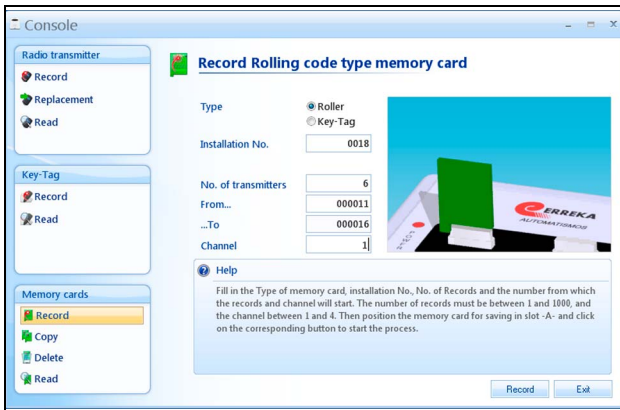 Console
Radio transmitter
Record
Replacement
Read
Key-Tag
Record
Read
Memory cards
Record
Copy
Delete
Read
Record Rolling code type memory card
Type
Roller
Key-Tag
Installation No.
0018
No. of transmitters
6
From...
000011
...To
000016
Channel
1
ERREKA
AUTOMATISMOS
Help
Fill in the Type of memory card, installation No., No. of Records and the number from which
the records and channel will start. The number of records must be between 1 and 1000, and
the channel between 1 and 4. Then position the memory card for saving in slot -A- and click
on the corresponding button to start the process.
Record
Exit